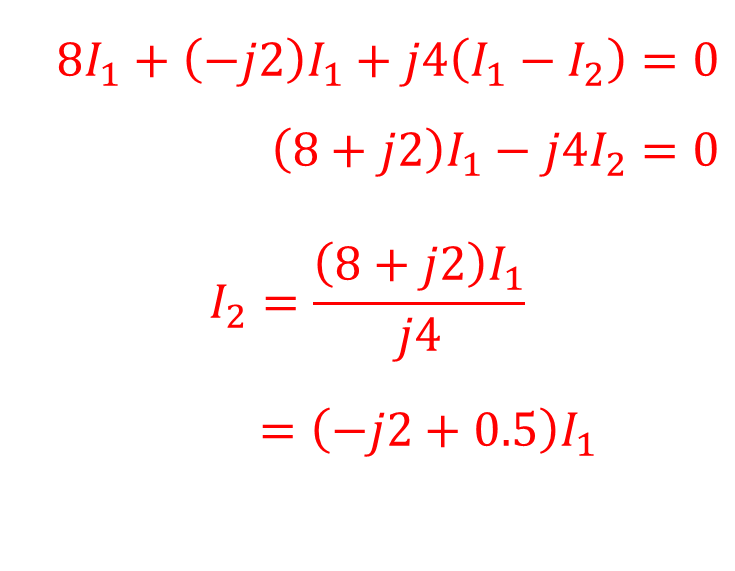 8I₁ + (−j2)I₁ + j4(I₁ − I₂) = 0
(8 + j2)I₁ − j4I₂ = 0
I₂ = (8 + j2)I₁ / j4
= (−j2 + 0.5)I₁